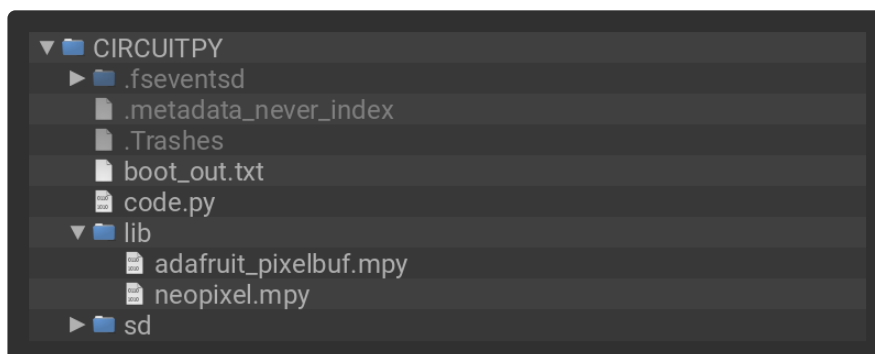 CIRCUITPY
.fseventsd
.metadata_never_index
.Trashes
boot_out.txt
code.py
lib
adafruit_pixelbuf.mpy
neopixel.mpy
sd